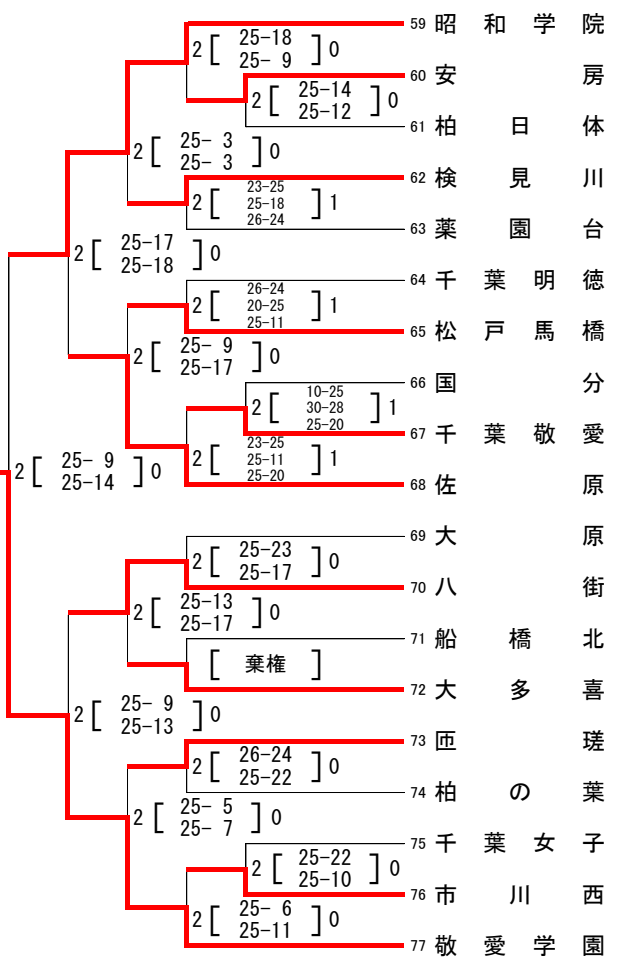 59 昭和学院
2 [ 25-18 25- 9 ] 0
60 安房
2 [ 25-14 25-12 ] 0
61 柏日体
2 [ 25- 3 25- 3 ] 0
62 検見川
2 [ 23-25 25-18 26-24 ] 1
63 薬園台
2 [ 25-17 25-18 ] 0
64 千葉明徳
2 [ 26-24 20-25 25-11 ] 1
65 松戸馬橋
2 [ 25- 9 25-17 ] 0
66 国分
2 [ 10-25 30-28 25-20 ] 1
67 千葉敬愛
2 [ 23-25 25-11 25-20 ] 1
68 佐原
2 [ 25- 9 25-14 ] 0
69 大原
2 [ 25-23 25-17 ] 0
70 八街
2 [ 25-13 25-17 ] 0
71 船橋北
[ 棄権 ]
72 大多喜
2 [ 25- 9 25-13 ] 0
73 匝瑳
2 [ 26-24 25-22 ] 0
74 柏の葉
2 [ 25- 5 25- 7 ] 0
75 千葉女子
2 [ 25-22 25-10 ] 0
76 市川西
2 [ 25- 6 25-11 ] 0
77 敬愛学園